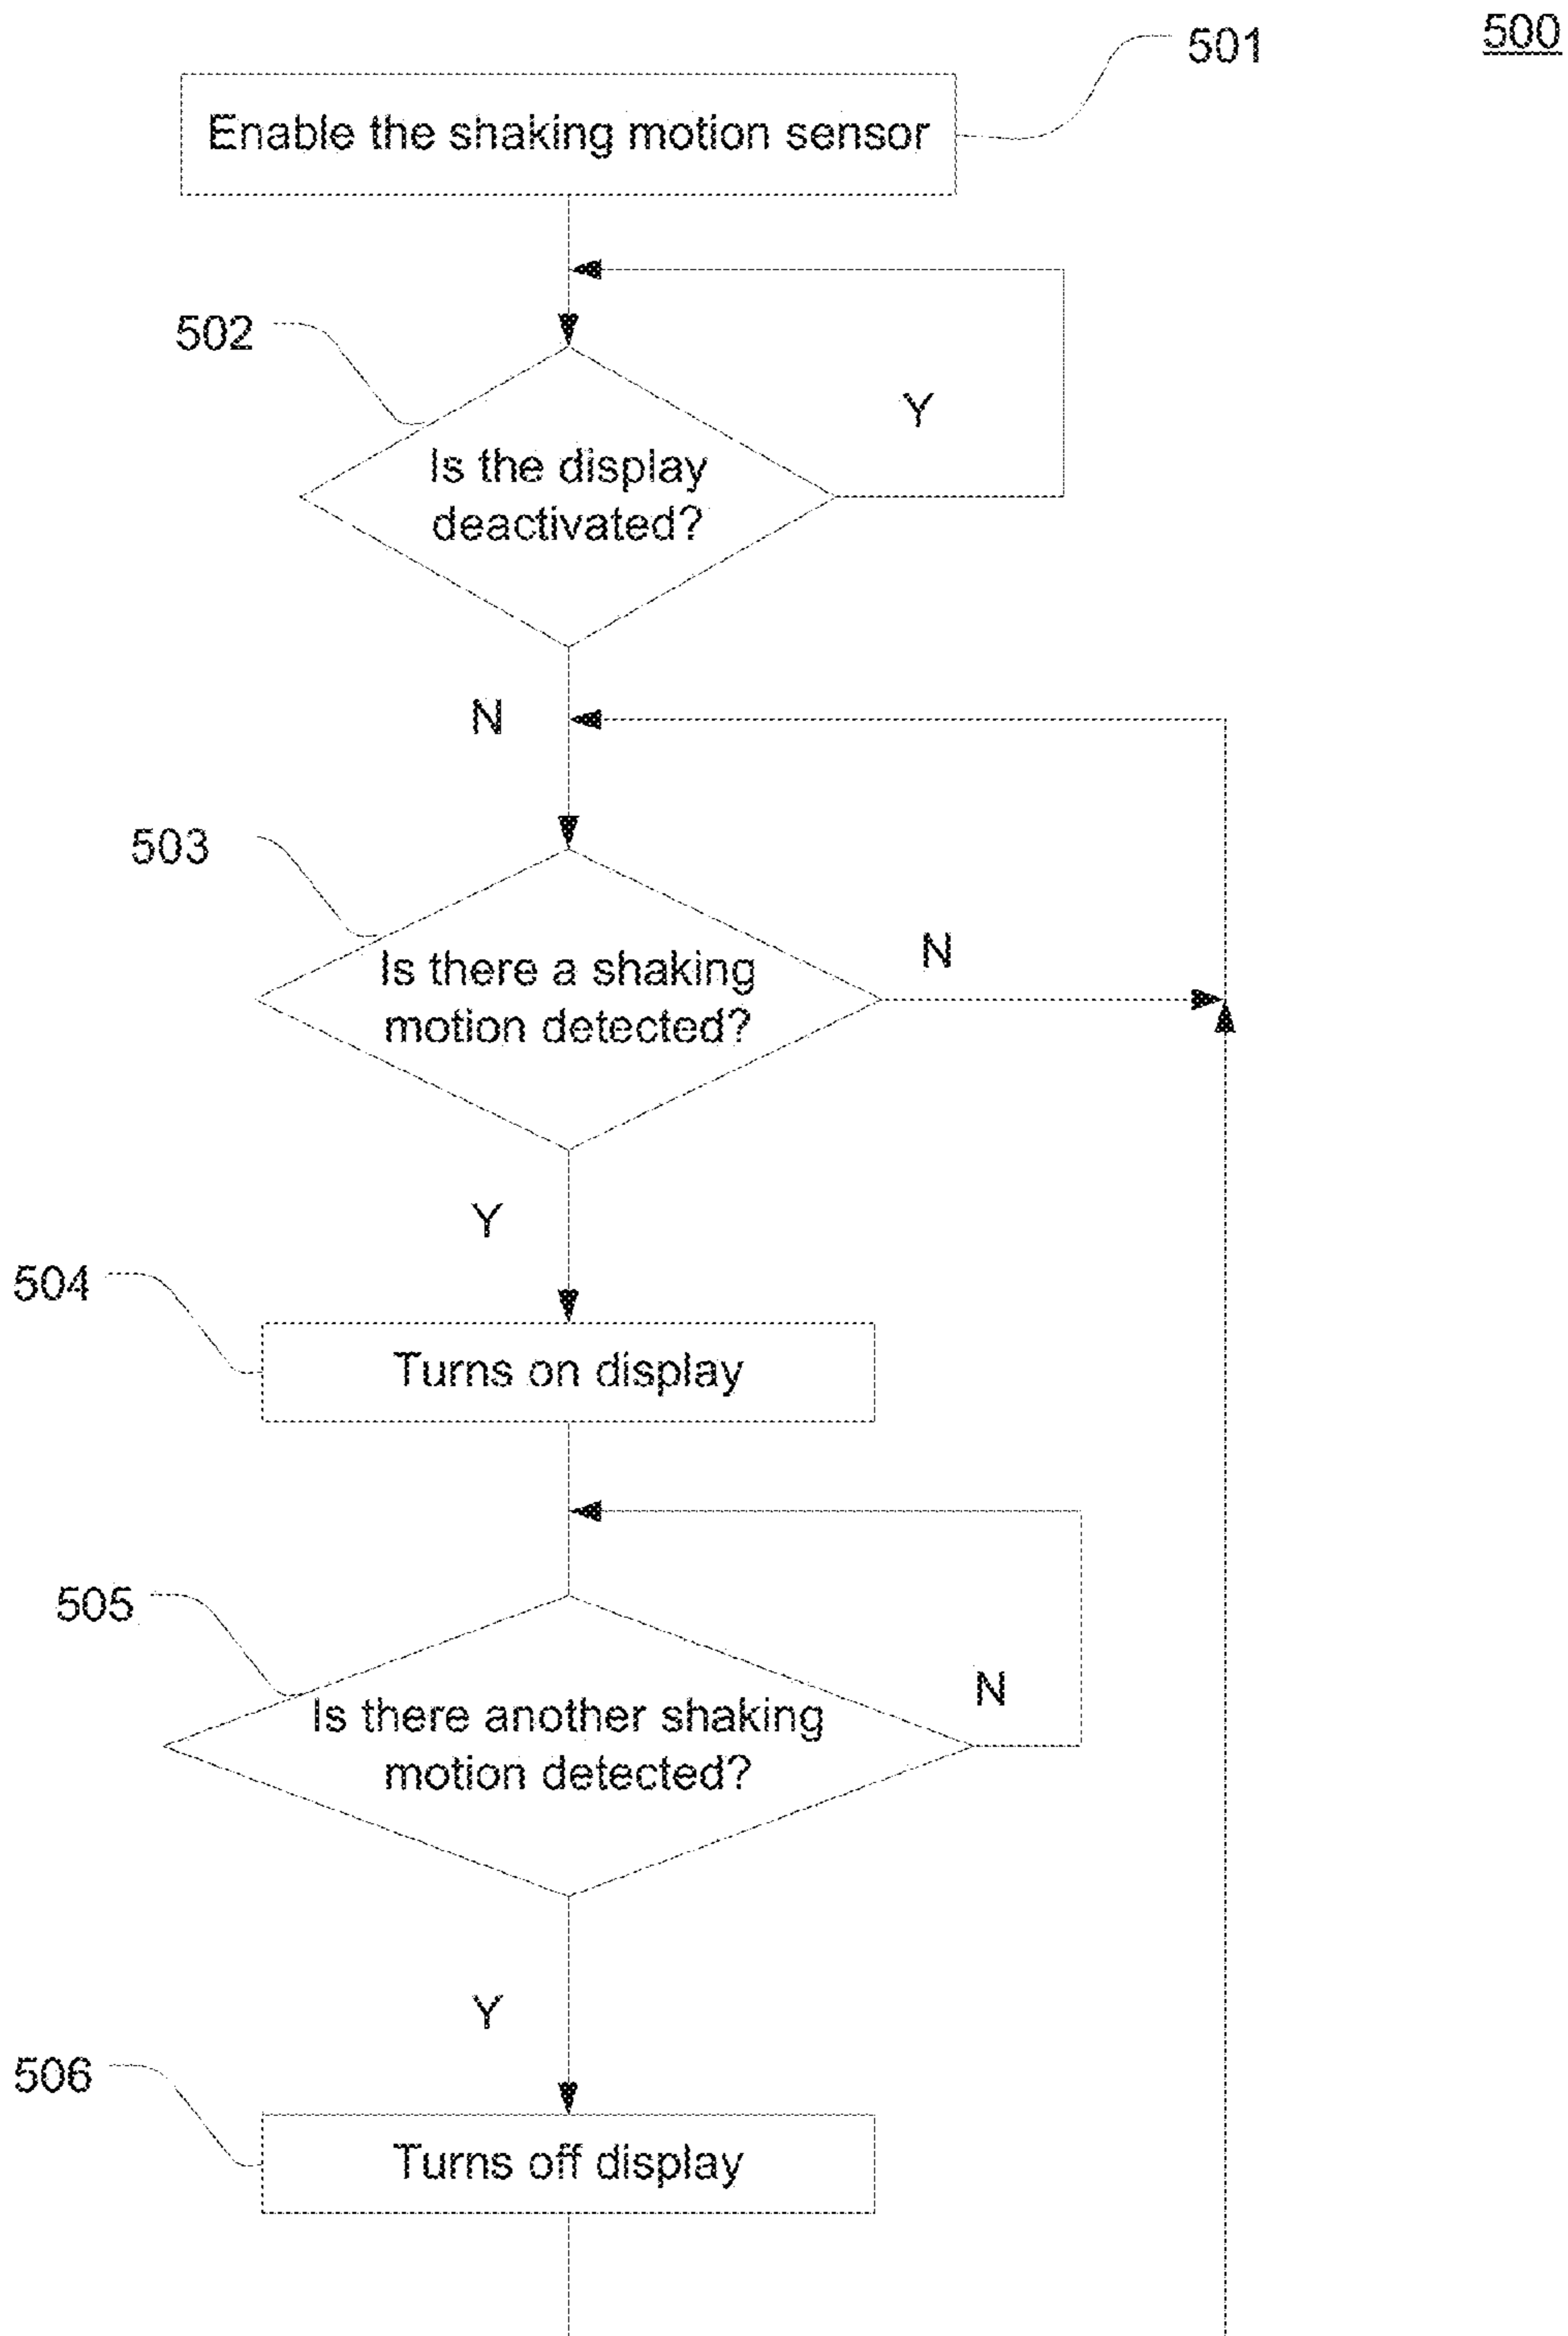 500
501
Enable the shaking motion sensor
502
Y
Is the display
deactivated?
N
503
N
Is there a shaking
motion detected?
Y
504
Turns on display
505
N
Is there another shaking
motion detected?
Y
506
Turns off display